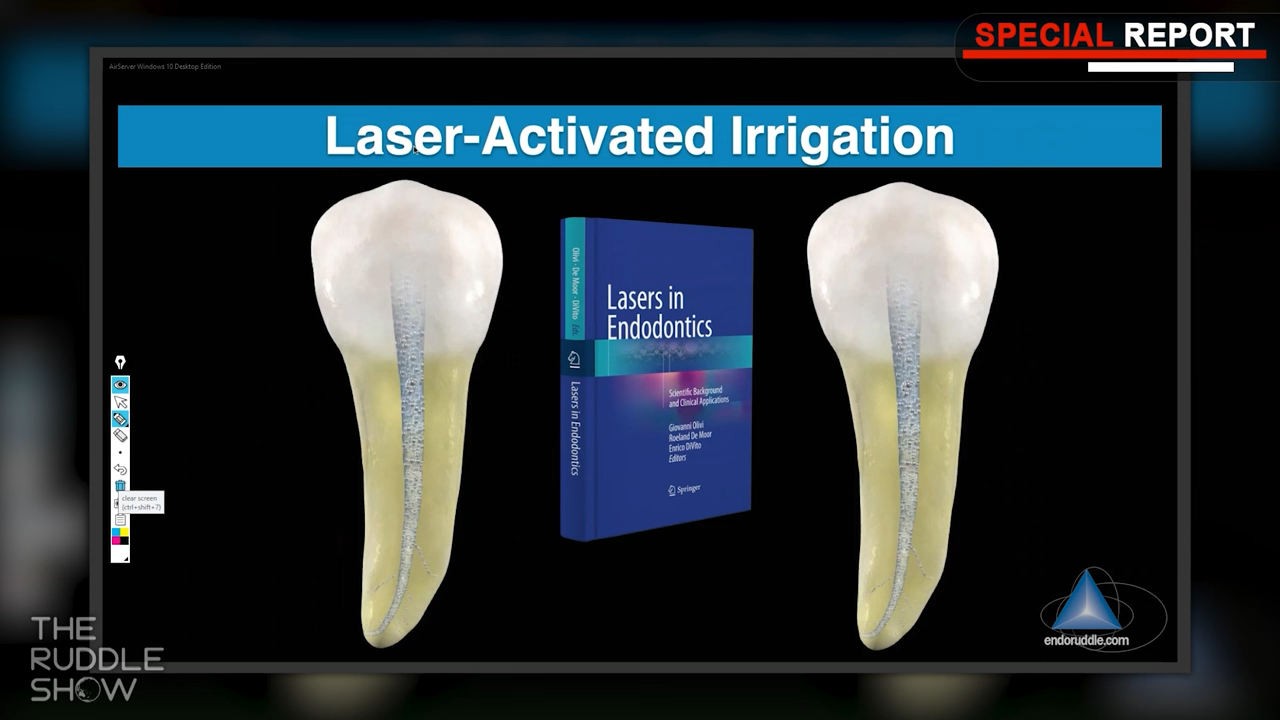 SPECIAL REPORT
AirServer Windows 10 Desktop Edition
Laser-Activated Irrigation
Olivi · De Moor · DiVito Eds.
Lasers in Endodontics
Lasers in
Endodontics
Scientific Background
and Clinical Applications
Giovanni Olivi
Roeland De Moor
Enrico DiVito
Editors
Springer
clear screen
(ctrl+shift+7)
endoruddle.com
THE
RUDDLE
SHOW